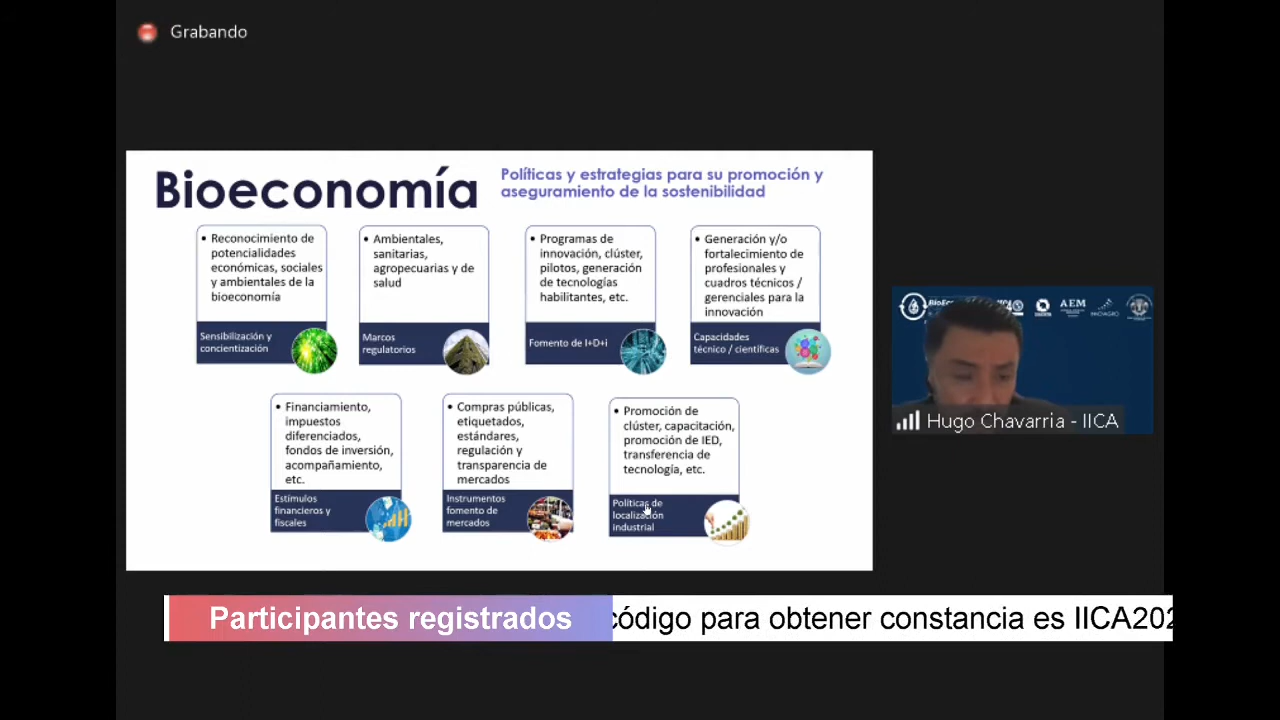 Grabando
Bioeconomía
Políticas y estrategias para su promoción y
aseguramiento de la sostenibilidad
• Reconocimiento de
potencialidades
económicas, sociales
y ambientales de la
bioeconomía
Sensibilización y
concientización
• Ambientales,
sanitarias,
agropecuarias y de
salud
Marcos
regulatorios
• Programas de
innovación, clúster,
pilotos, generación
de tecnologías
habilitantes, etc.
Fomento de I+D+i
• Generación y/o
fortalecimiento de
profesionales y
cuadros técnicos /
gerenciales para la
innovación
Capacidades
técnico / científicas
• Financiamiento,
impuestos
diferenciados,
fondos de inversión,
acompañamiento,
etc.
Estímulos
financieros y
fiscales
• Compras públicas,
etiquetados,
estándares,
regulación y
transparencia de
mercados
Instrumentos
fomento de
mercados
• Promoción de
clúster, capacitación,
promoción de IED,
transferencia de
tecnología, etc.
Políticas de
localización
industrial
AEM
INNOAGRO
Hugo Chavarria - IICA
Participantes registrados
código para obtener constancia es IICA202